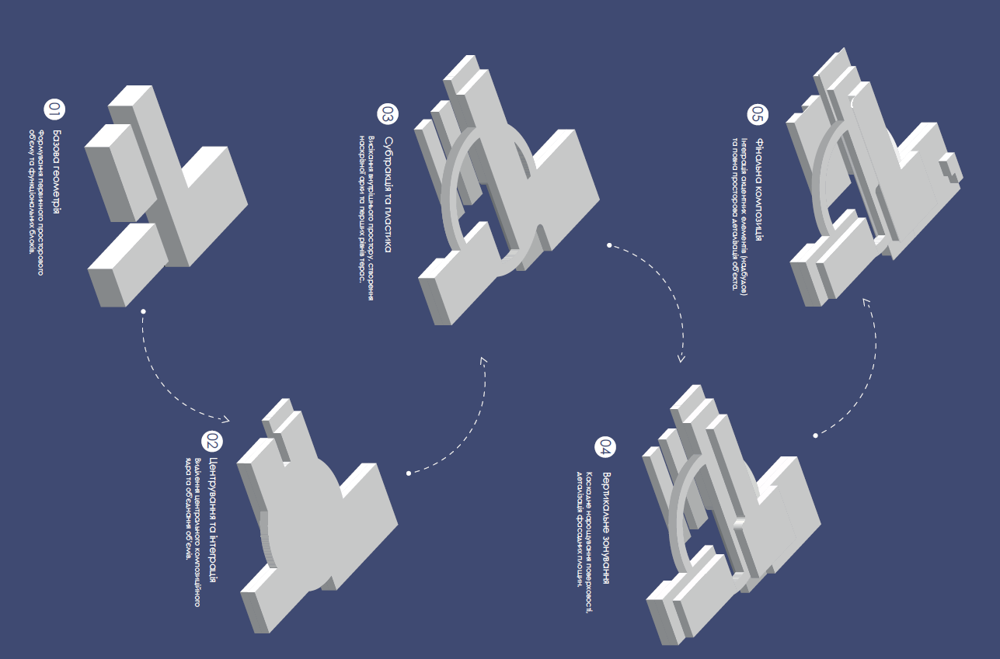 01
Базова геометрія
Формування первинного просторового
об'єму та функціональних блоків.
02
Центрування та інтеграція
Виділення центрального композиційного
ядра та об'єднання об'ємів.
03
Субтракція та пластика
Висікання внутрішнього простору, створення
наскрізної арки та перших рівнів терас.
04
Вертикальне зонування
Каскадне нарощування поверховості,
деталізація фасадних площин.
05
Фінальна композиція
Інтеграція акцентних елементів (надбудов)
та повна просторова деталізація об'єкта.